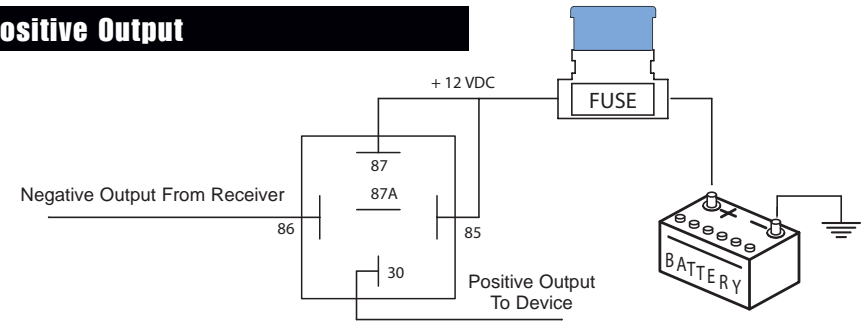 ositive Output
+ 12 VDC
FUSE
87
87A
Negative Output From Receiver
86
85
30
Positive Output
To Device
+ −
BATTERY